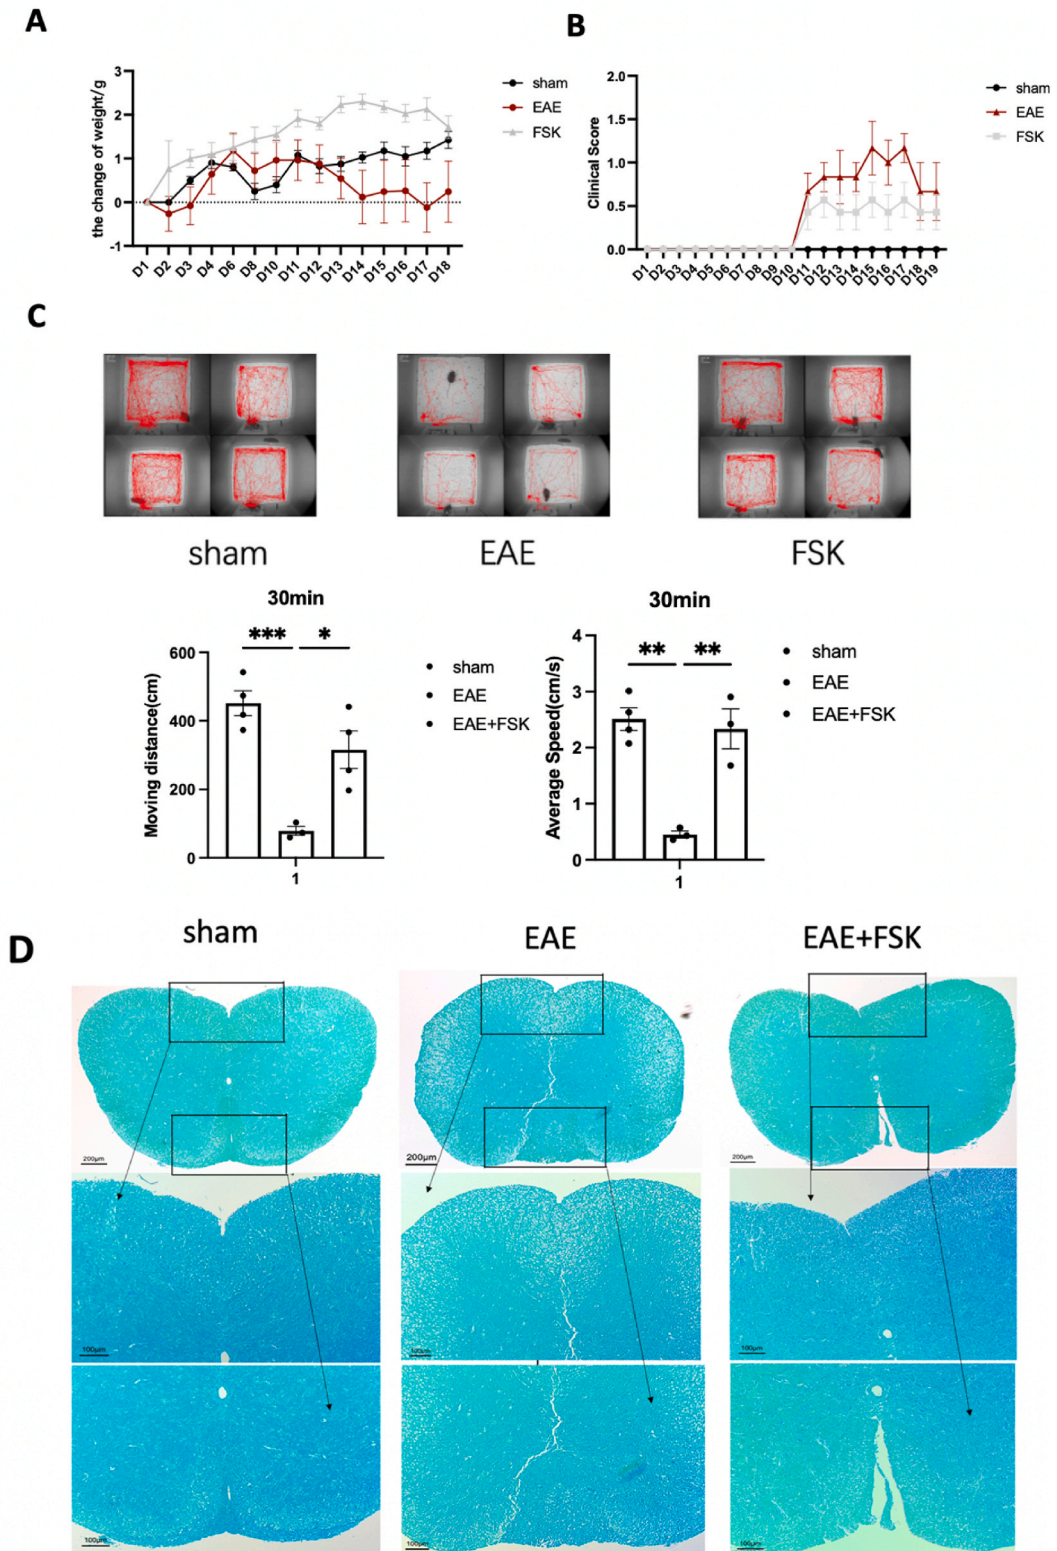 A
the change of weight/g
3
2
1
0
-1
D1 D2 D3 D4 D6 D8 D10 D11 D12 D13 D14 D15 D16 D17 D18
sham
EAE
FSK
B
Clinical Score
2.0
1.5
1.0
0.5
0.0
D1 D2 D3 D4 D5 D6 D7 D8 D9 D10 D11 D12 D13 D14 D15 D16 D17 D18 D19
sham
EAE
FSK
C
sham EAE FSK
30min
Moving distance(cm)
600
400
200
0
*** *
1
sham
EAE
EAE+FSK
30min
Average Speed(cm/s)
4
3
2
1
0
** **
1
sham
EAE
EAE+FSK
D
sham EAE EAE+FSK
200μm 200μm 200μm
100μm 100μm 100μm
100μm 100μm 100μm